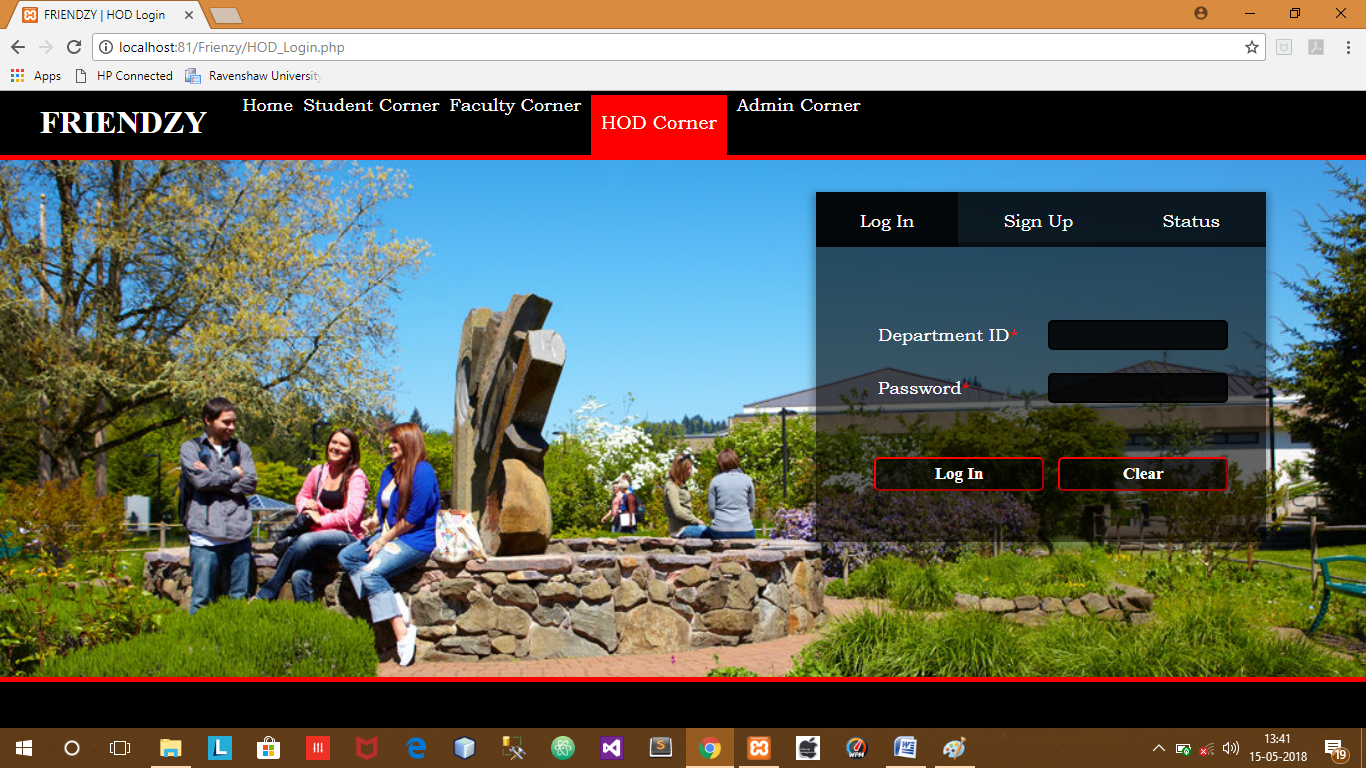 FRIENDZY | HOD Login
localhost:81/Frienzy/HOD_Login.php
Apps HP Connected Ravenshaw University
FRIENDZY Home Student Corner Faculty Corner HOD Corner Admin Corner
Log In Sign Up Status
Department ID*
Password*
Log In Clear
L
WPM
S
W
13:41
15-05-2018
19